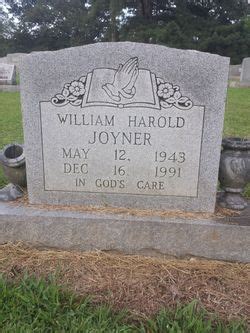 WILLIAM HAROLD
JOYNER
MAY 12, 1943
DEC 16, 1991
IN GOD'S CARE